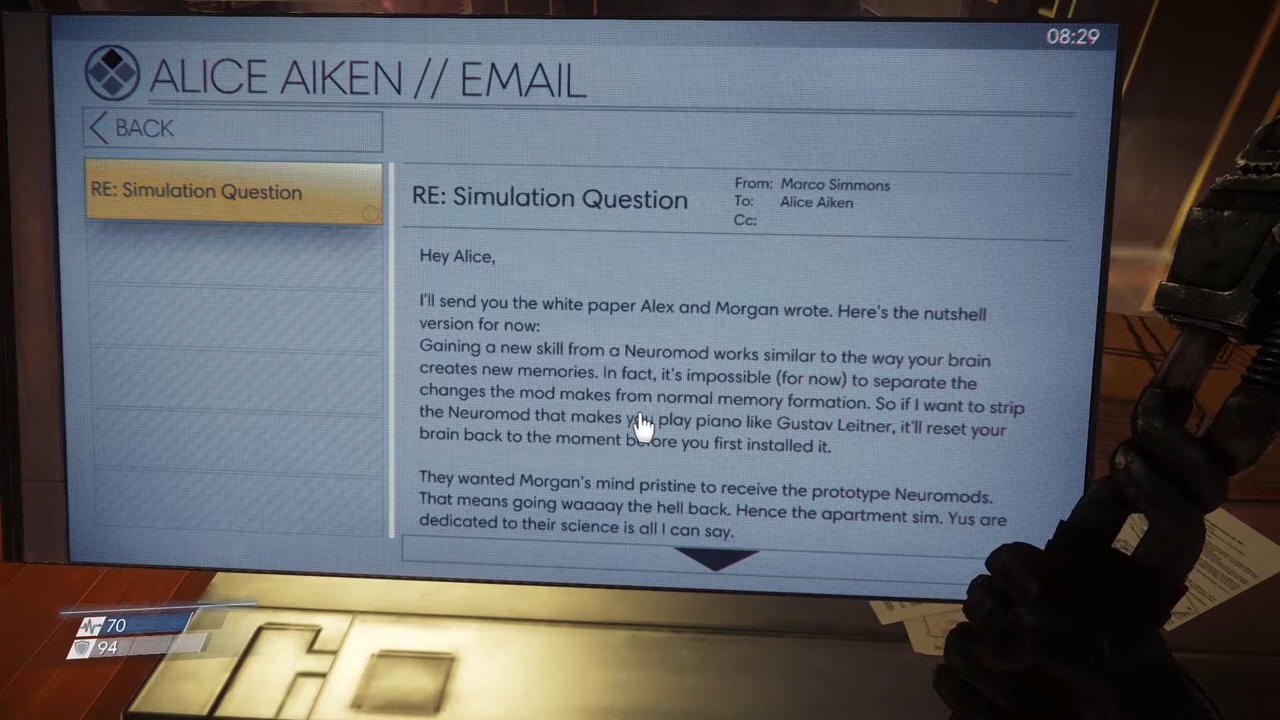 08:29
ALICE AIKEN // EMAIL
BACK
RE: Simulation Question
RE: Simulation Question
From: Marco Simmons
To: Alice Aiken
Cc:
Hey Alice,
I'll send you the white paper Alex and Morgan wrote. Here's the nutshell
version for now:
Gaining a new skill from a Neuromod works similar to the way your brain
creates new memories. In fact, it's impossible (for now) to separate the
changes the mod makes from normal memory formation. So if I want to strip
the Neuromod that makes you play piano like Gustav Leitner, it'll reset your
brain back to the moment before you first installed it.
They wanted Morgan's mind pristine to receive the prototype Neuromods.
That means going waaaay the hell back. Hence the apartment sim. Yus are
dedicated to their science is all I can say.
70
94